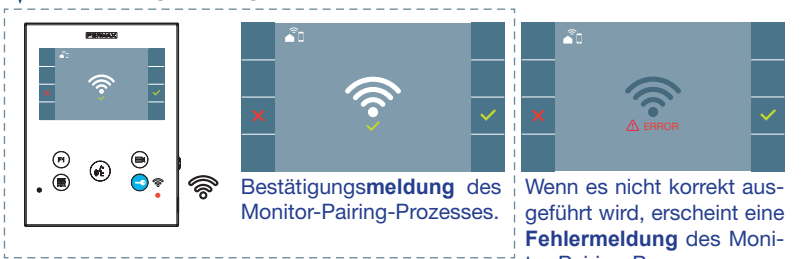 FERMAX
F1
Bestätigungsmeldung des
Monitor-Pairing-Prozesses.
ERROR
Wenn es nicht korrekt aus-
geführt wird, erscheint eine
Fehlermeldung des Moni-